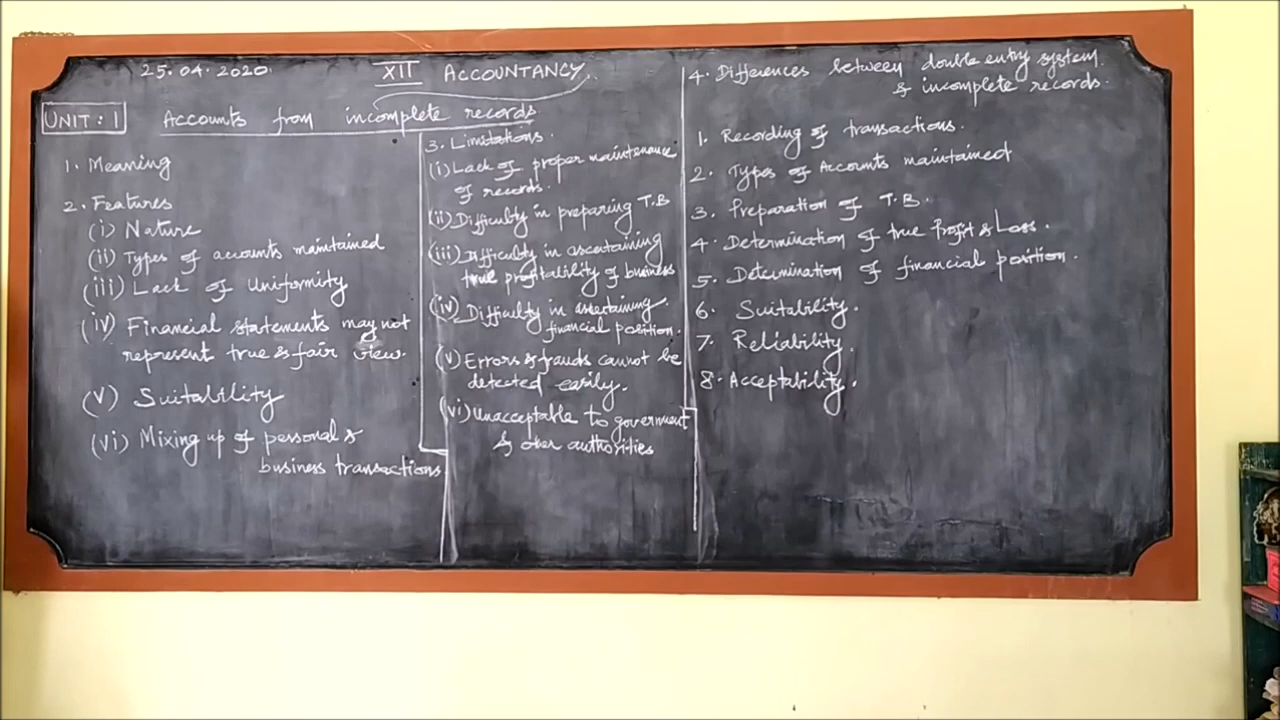 25.04.2020.
XII ACCOUNTANCY.
UNIT: 1
Accounts from incomplete records
1. Meaning
2. Features
(i) Nature
(ii) Types of accounts maintained
(iii) Lack of Uniformity
(iv) Financial statements may not
represent true & fair view.
(v) Suitability
(vi) Mixing up of personal &
business transactions
3. Limitations.
(i) Lack of proper maintenance
of records.
(ii) Difficulty in preparing T.B
(iii) Difficulty in ascertaining
true profitability of business
(iv) Difficulty in ascertaining
financial position.
(v) Errors & frauds cannot be
detected easily.
(vi) Unacceptable to government
& other authorities
4. Differences between double entry system
& incomplete records.
1. Recording of transactions.
2. Types of Accounts maintained
3. Preparation of T.B.
4. Determination of true Profit & Loss.
5. Determination of financial position.
6. Suitability.
7. Reliability.
8. Acceptability.